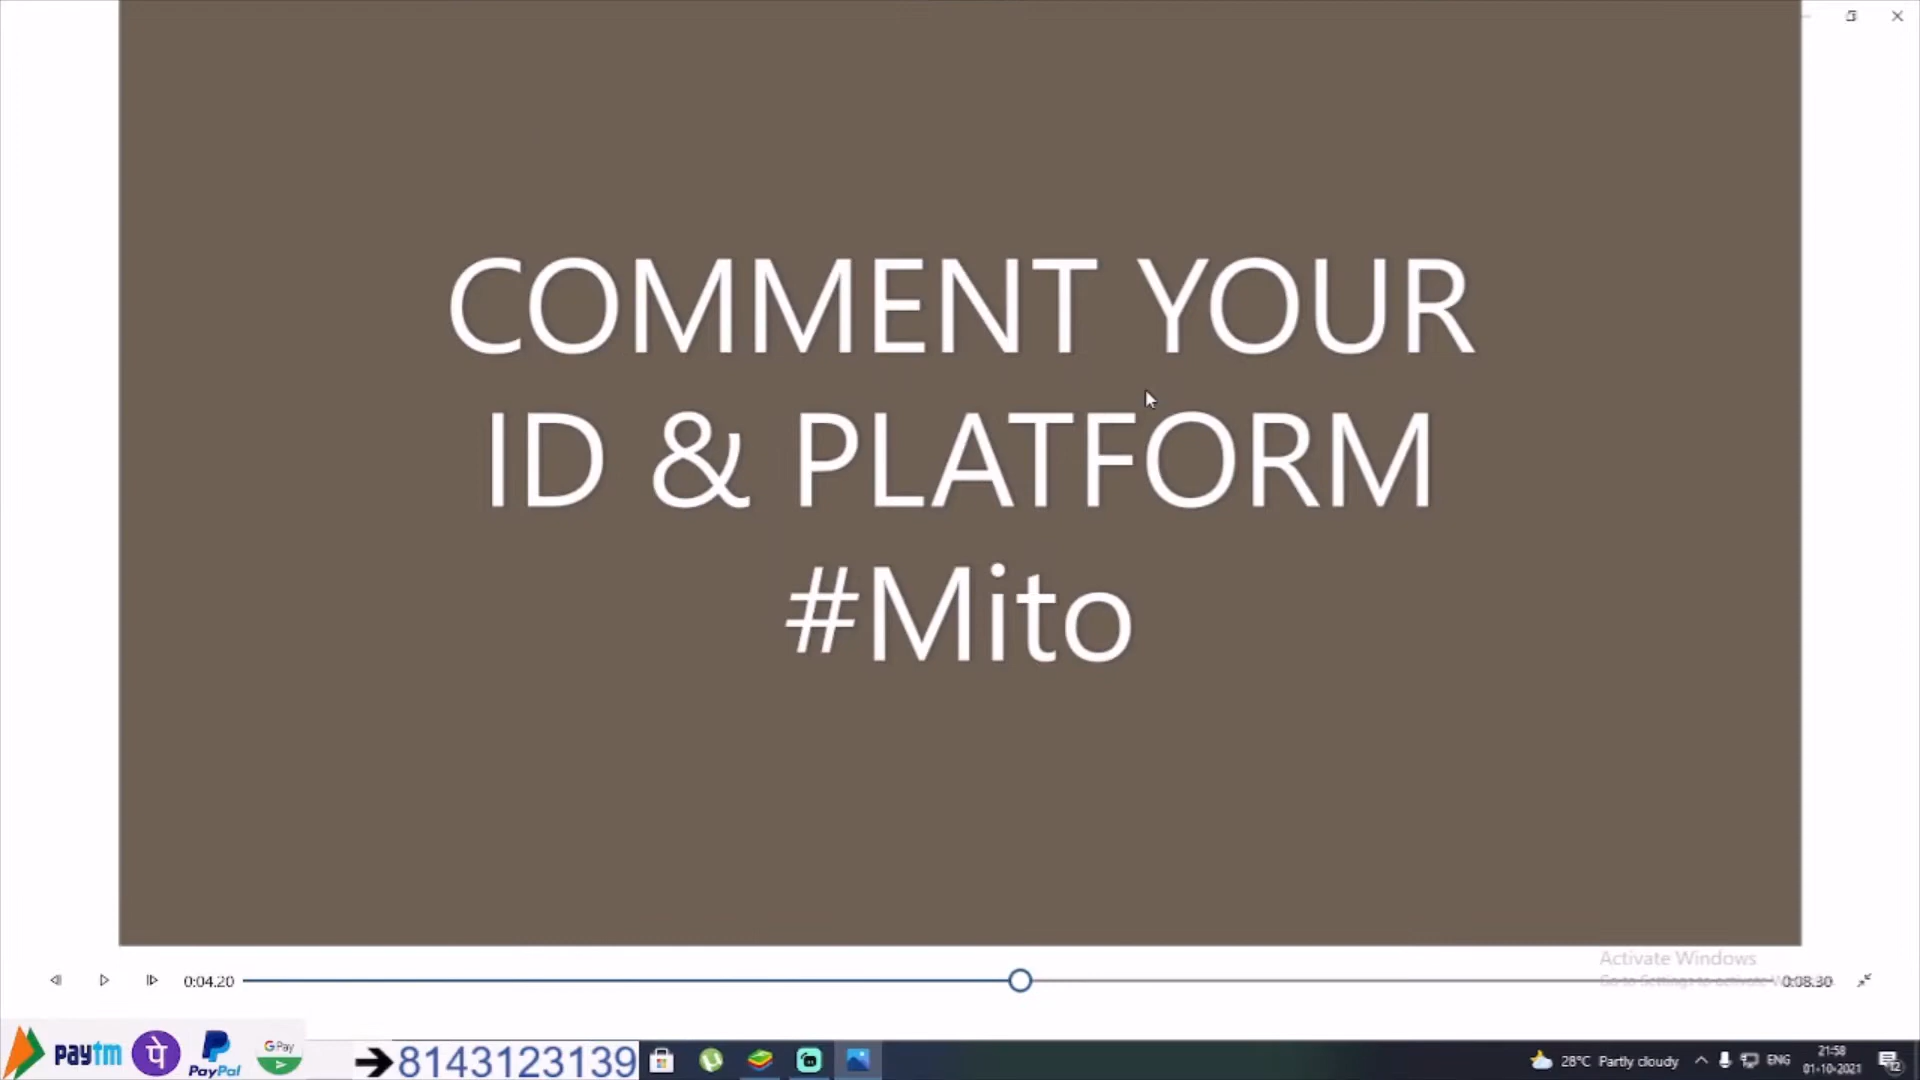 COMMENT YOUR
ID & PLATFORM
#Mito
Activate Windows
0:04.20
0:08.30
paytm
पे
PayPal
G Pay
8143123139
28°C Partly cloudy
ENG
21:58
01-10-2021
12